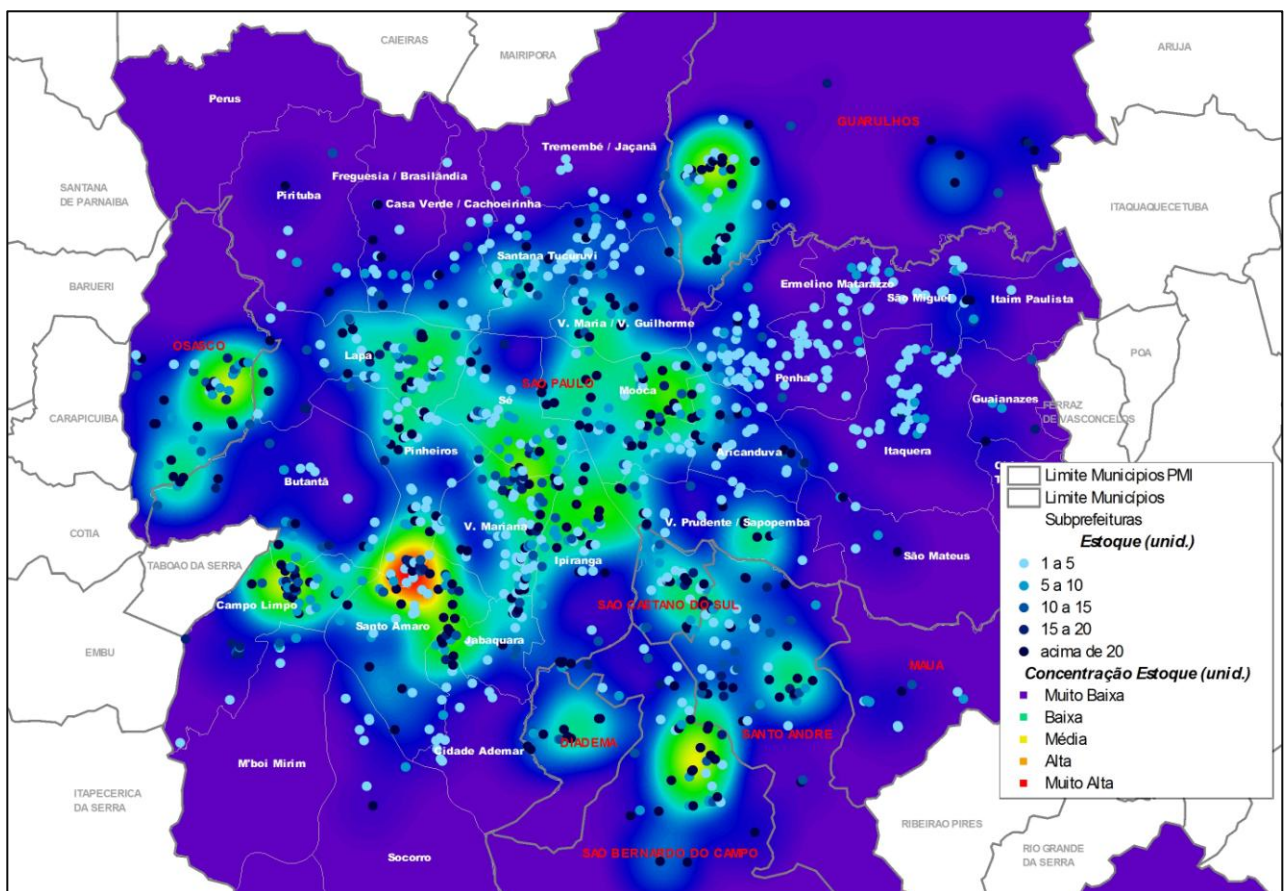 CAIEIRAS
MAIRIPORA
ARUJA
Perus
GUARULHOS
Tremembé / Jaçanã
Freguesia / Brasilândia
SANTANA
DE PARNAIBA
Pirituba
Casa Verde / Cachoeirinha
ITAQUAQUECETUBA
Santana Tucuruvi
Ermelino Matarazzo
BARUERI
São Miguel
Itaim Paulista
V. Maria / V. Guilherme
OSASCO
Lapa
POA
SAO PAULO
Mooca
Penha
Sé
Guaianazes
CARAPICUIBA
FERRAZ
DE VASCONCELOS
Pinheiros
Aricanduva
Itaquera
Butantã
COTIA
V. Mariana
V. Prudente / Sapopemba
São Mateus
TABOAO DA SERRA
Ipiranga
Campo Limpo
SAO CAETANO DO SUL
Santo Amaro
Jabaquara
EMBU
MAUA
SANTO ANDRE
DIADEMA
Cidade Ademar
M'boi Mirim
ITAPECERICA
DA SERRA
RIBEIRAO PIRES
Socorro
SAO BERNARDO DO CAMPO
RIO GRANDE
DA SERRA
Limite Municipios PMI
Limite Municípios
Subprefeituras
Estoque (unid.)
1 a 5
5 a 10
10 a 15
15 a 20
acima de 20
Concentração Estoque (unid.)
Muito Baixa
Baixa
Média
Alta
Muito Alta